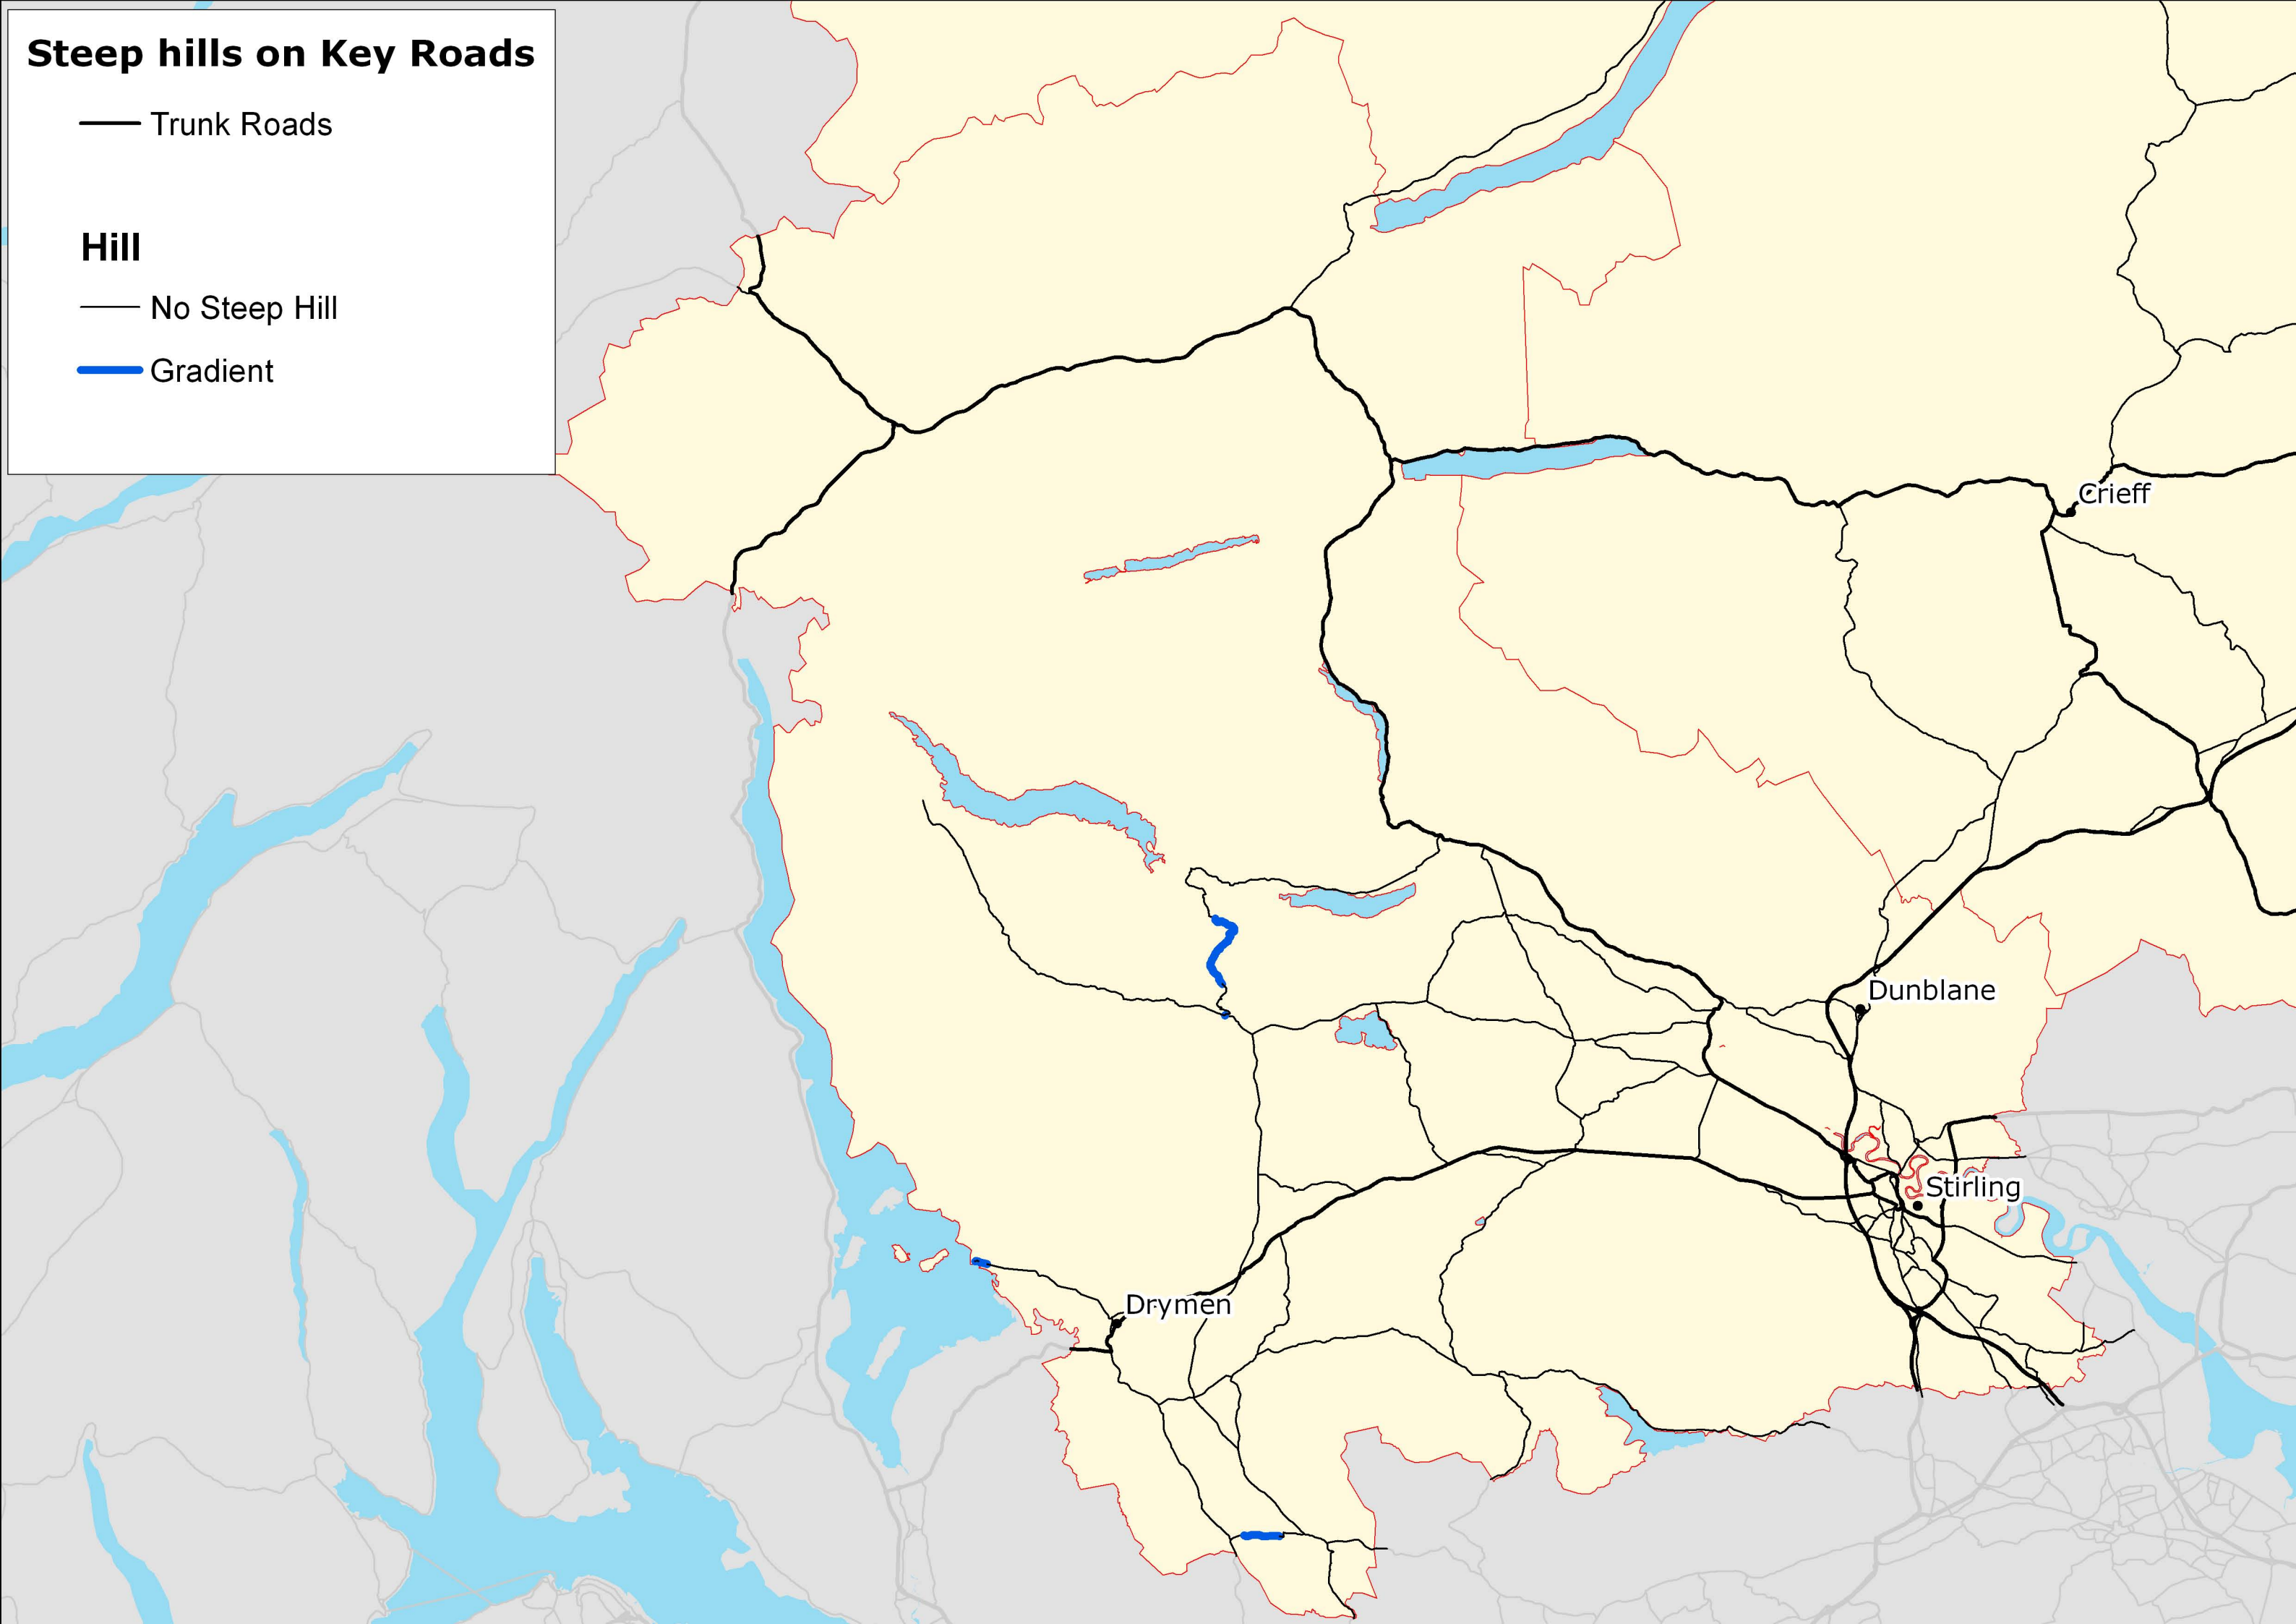 Steep hills on Key Roads
Trunk Roads
Hill
No Steep Hill
Gradient
Crieff
Dunblane
Stirling
Drymen